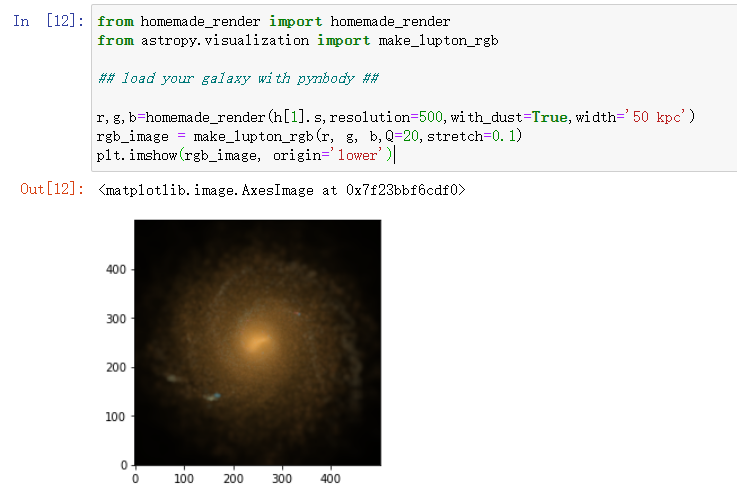 In [12]:
from homemade_render import homemade_render
from astropy.visualization import make_lupton_rgb
## load your galaxy with pynbody ##
r,g,b=homemade_render(h[1].s,resolution=500,with_dust=True,width='50 kpc')
rgb_image = make_lupton_rgb(r, g, b,Q=20,stretch=0.1)
plt.imshow(rgb_image, origin='lower')
Out[12]: <matplotlib.image.AxesImage at 0x7f23bbf6cdf0>
400
300
200
100
0
0 100 200 300 400